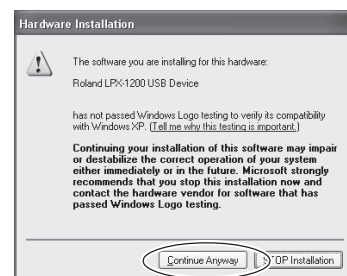 Hardware Installation
The software you are installing for this hardware:
Roland LPX-1200 USB Device
has not passed Windows Logo testing to verify its compatibility
with Windows XP. (Tell me why this testing is important.)
Continuing your installation of this software may impair
or destabilize the correct operation of your system
either immediately or in the future. Microsoft strongly
recommends that you stop this installation now and
contact the hardware vendor for software that has
passed Windows Logo testing.
Continue Anyway
STOP Installation